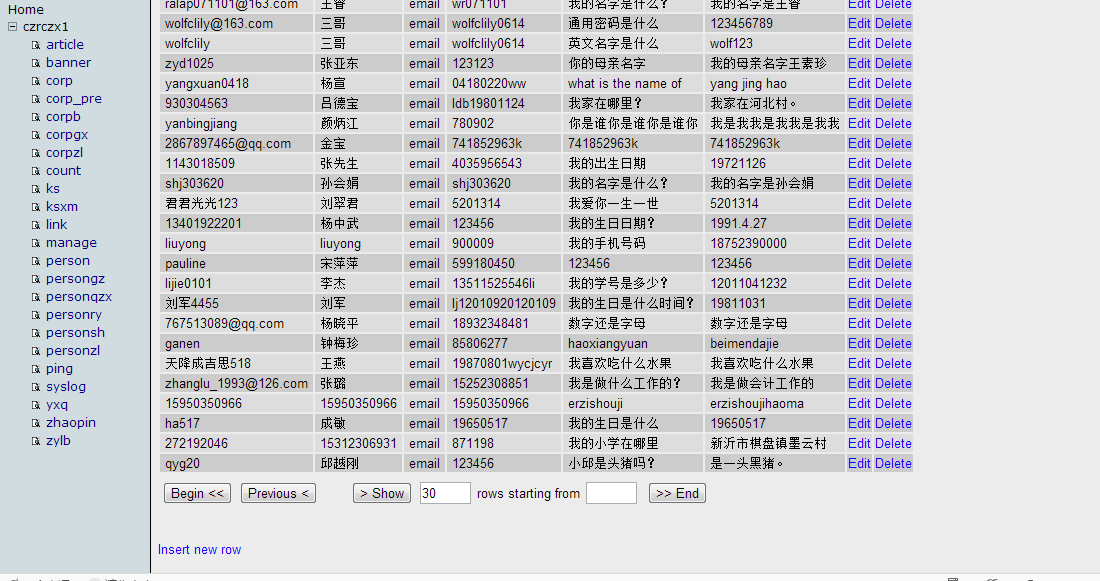 Home
czrczx1
article
banner
corp
corp_pre
corpb
corpgx
corpzl
count
ks
ksxm
link
manage
person
persongz
personqzx
personry
personsh
personzl
ping
syslog
yxq
zhaopin
zylb
ralap071101@163.com 王睿 email wr071101 我的名字是什么？ 我的名字是王睿 Edit Delete
wolfclily@163.com 三哥 email wolfclily0614 通用密码是什么 123456789 Edit Delete
wolfclily 三哥 email wolfclily0614 英文名字是什么 wolf123 Edit Delete
zyd1025 张亚东 email 123123 你的母亲名字 我的母亲名字王素珍 Edit Delete
yangxuan0418 杨宣 email 04180220ww what is the name of yang jing hao Edit Delete
930304563 吕德宝 email ldb19801124 我家在哪里？ 我家在河北村。 Edit Delete
yanbingjiang 颜炳江 email 780902 你是谁你是谁你是谁你 我是我我是我我是我我 Edit Delete
2867897465@qq.com 金宝 email 741852963k 741852963k 741852963k Edit Delete
1143018509 张先生 email 4035956543 我的出生日期 19721126 Edit Delete
shj303620 孙会娟 email shj303620 我的名字是什么？ 我的名字是孙会娟 Edit Delete
君君光光123 刘翠君 email 5201314 我爱你一生一世 5201314 Edit Delete
13401922201 杨中武 email 123456 我的生日日期？ 1991.4.27 Edit Delete
liuyong liuyong email 900009 我的手机号码 18752390000 Edit Delete
pauline 宋萍萍 email 599180450 123456 123456 Edit Delete
lijie0101 李杰 email 13511525546li 我的学号是多少？ 12011041232 Edit Delete
刘军4455 刘军 email lj12010920120109 我的生日是什么时间？ 19811031 Edit Delete
767513089@qq.com 杨晓平 email 18932348481 数字还是字母 数字还是字母 Edit Delete
ganen 钟梅珍 email 85806277 haoxiangyuan beimendajie Edit Delete
天降成吉思518 王燕 email 19870801wycjcyr 我喜欢吃什么水果 我喜欢吃什么水果 Edit Delete
zhanglu_1993@126.com 张璐 email 15252308851 我是做什么工作的？ 我是做会计工作的 Edit Delete
15950350966 15950350966 email 15950350966 erzishouji erzishoujihaoma Edit Delete
ha517 成敏 email 19650517 我的生日是什么 19650517 Edit Delete
272192046 15312306931 email 871198 我的小学在哪里 新沂市棋盘镇墨云村 Edit Delete
qyg20 邱越刚 email 123456 小邱是头猪吗？ 是一头黑猪。 Edit Delete
Begin << Previous < > Show 30 rows starting from >> End
Insert new row